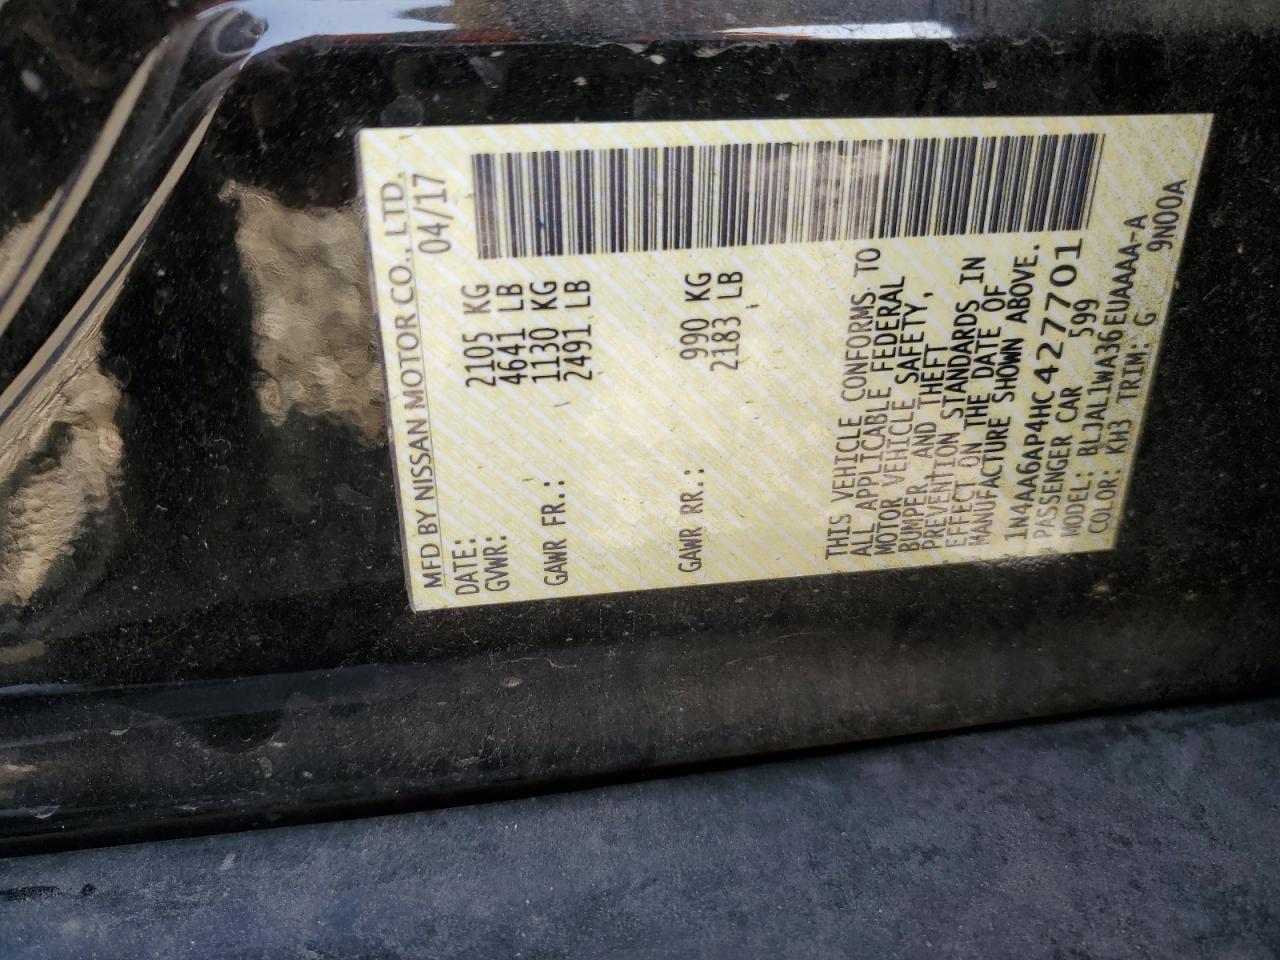 MFD BY NISSAN MOTOR CO., LTD.
DATE: 04/17
GVWR: 2105 KG
4641 LB
GAWR FR.: 1130 KG
2491 LB
GAWR RR.: 990 KG
2183 LB
THIS VEHICLE CONFORMS TO
ALL APPLICABLE FEDERAL
MOTOR VEHICLE SAFETY,
BUMPER, AND THEFT
PREVENTION STANDARDS IN
EFFECT ON THE DATE OF
MANUFACTURE SHOWN ABOVE.
1N4AA6AP4HC427701
PASSENGER CAR 599
MODEL: BLJAL1WA36EUAAAA-A
COLOR: KH3 TRIM: G 9N00A